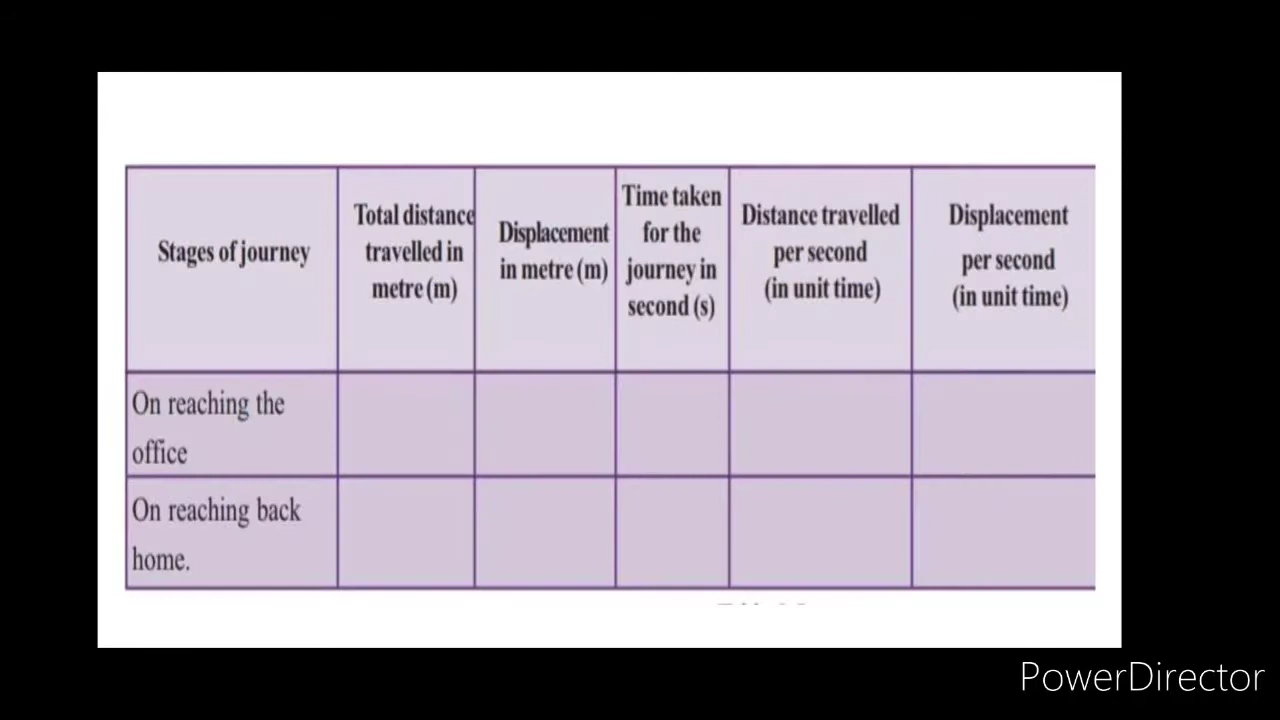 Stages of journey
Total distance
travelled in
metre (m)
Displacement
in metre (m)
Time taken
for the
journey in
second (s)
Distance travelled
per second
(in unit time)
Displacement
per second
(in unit time)
On reaching the
office
On reaching back
home.
PowerDirector